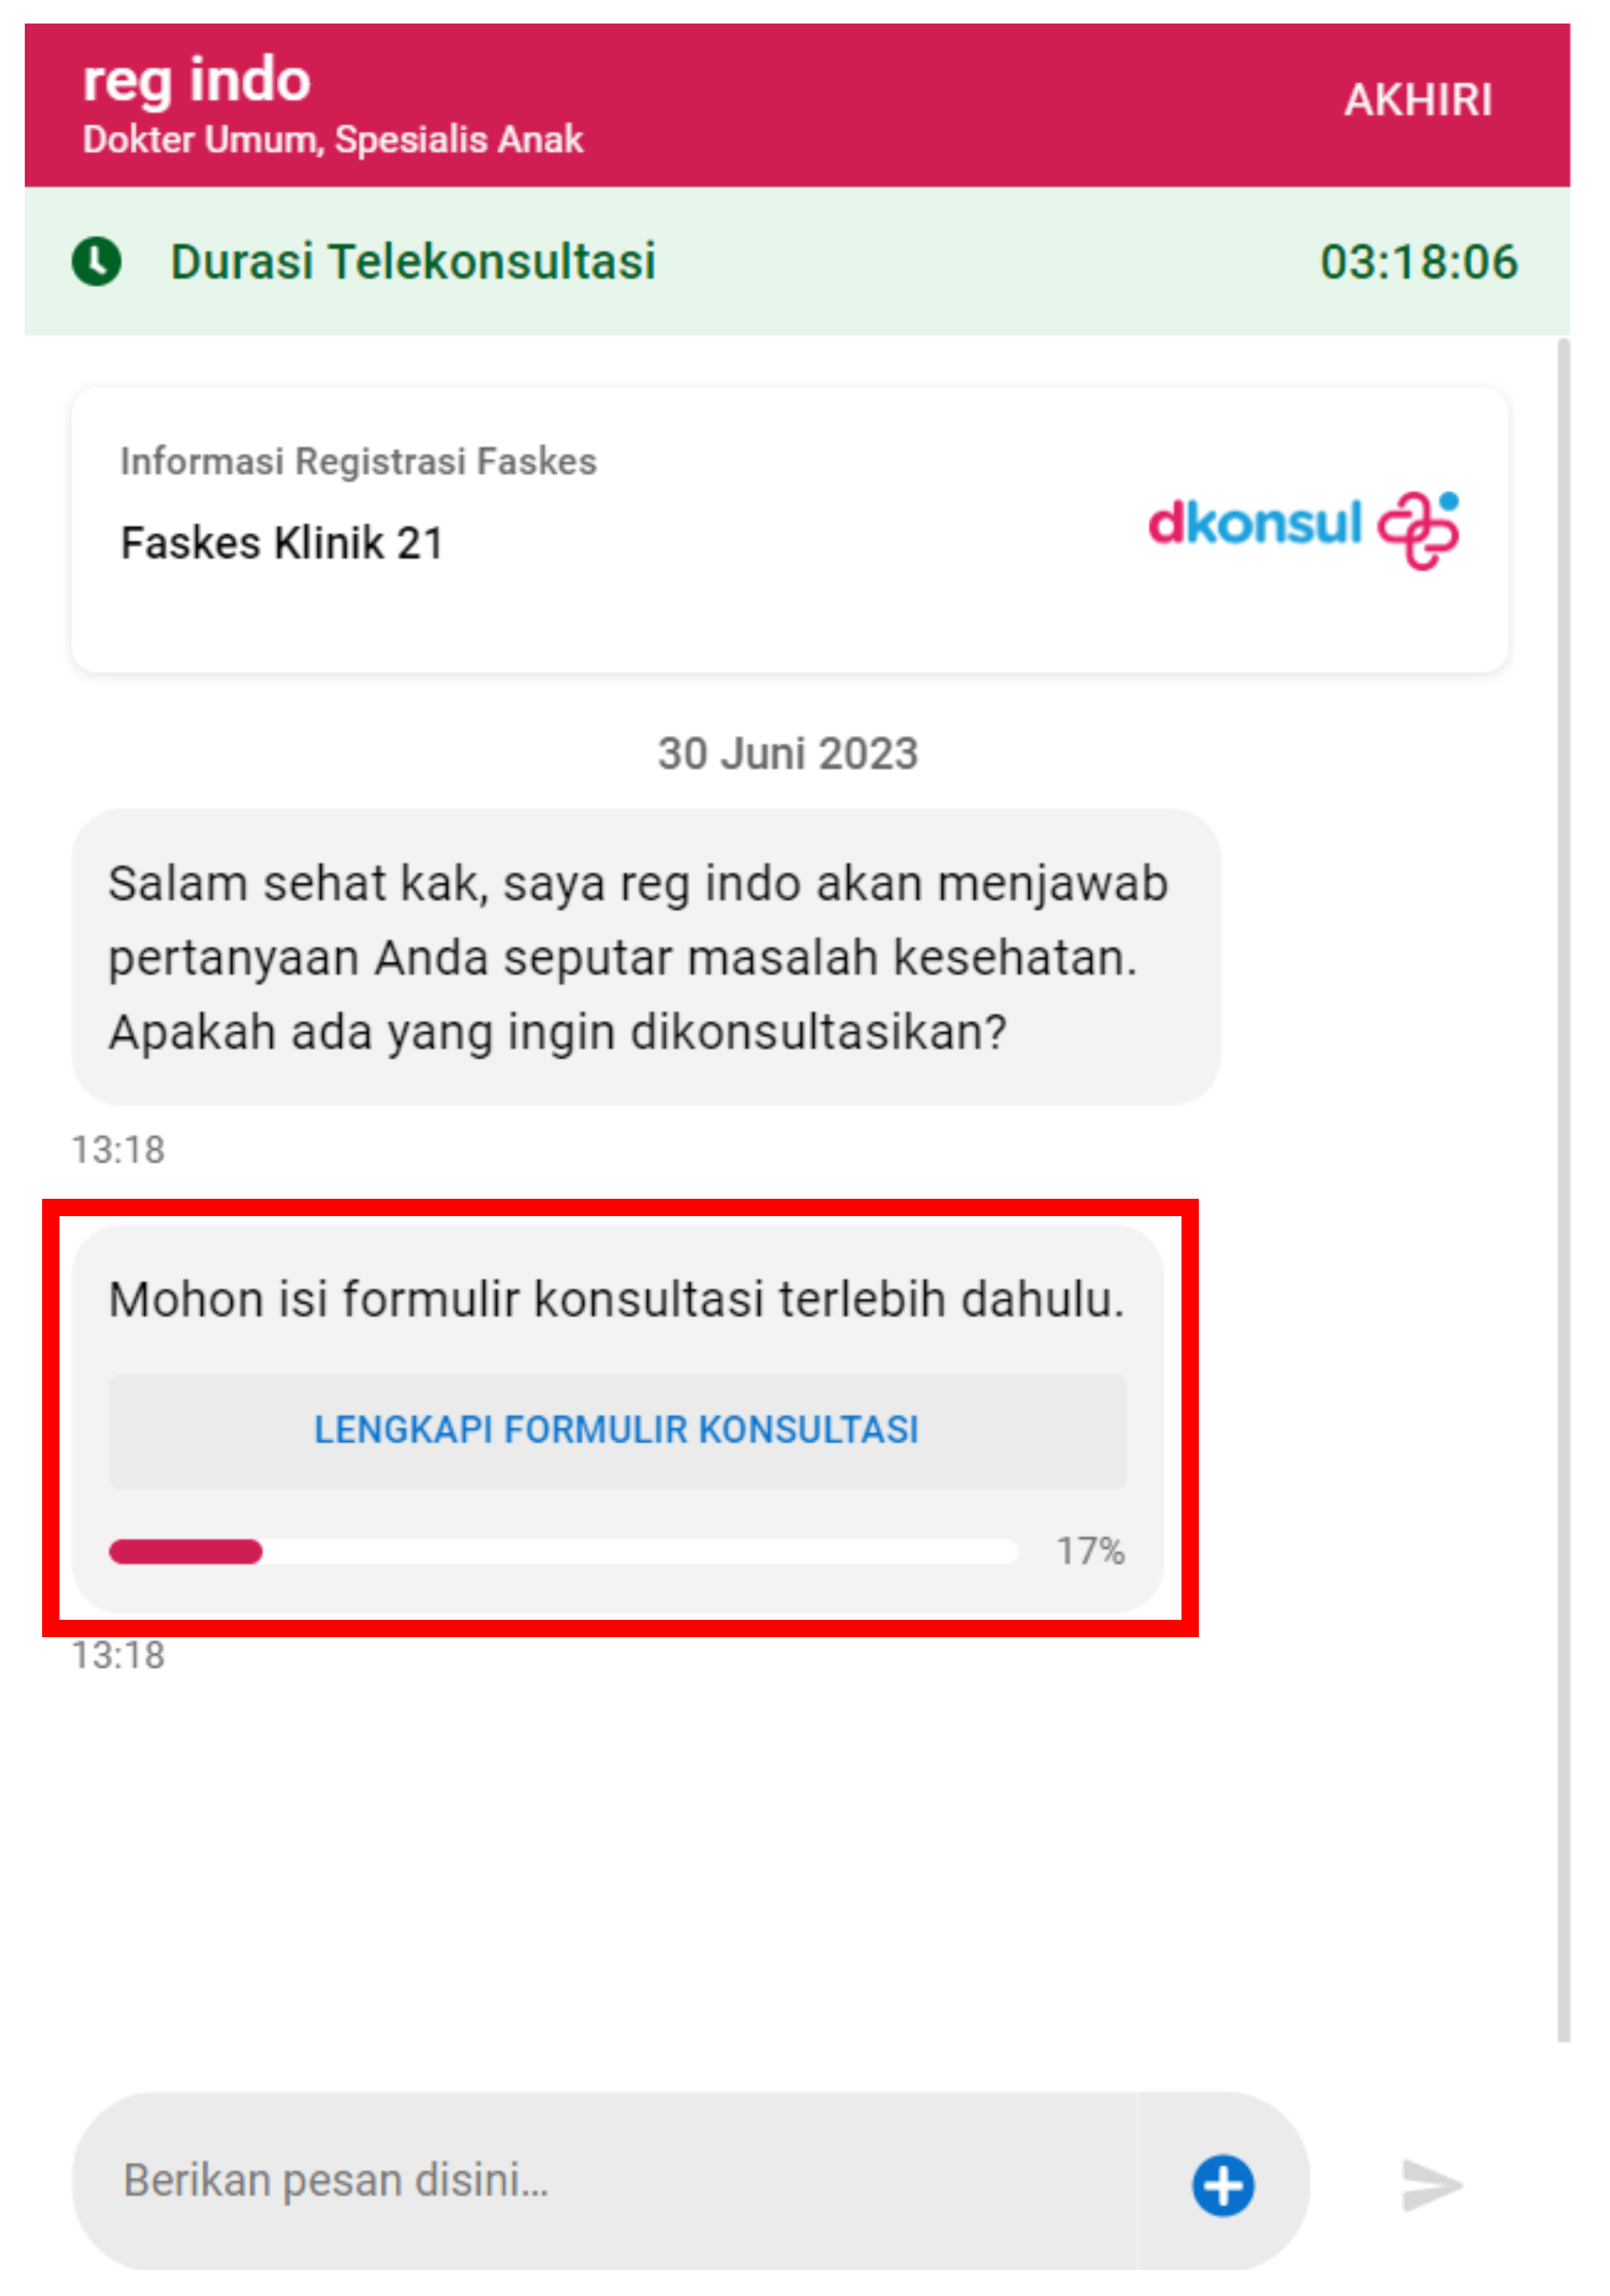 reg indo
AKHIRI
Dokter Umum, Spesialis Anak
Durasi Telekonsultasi
03:18:06
Informasi Registrasi Faskes
Faskes Klinik 21
dkonsul
30 Juni 2023
Salam sehat kak, saya reg indo akan menjawab
pertanyaan Anda seputar masalah kesehatan.
Apakah ada yang ingin dikonsultasikan?
13:18
Mohon isi formulir konsultasi terlebih dahulu.
LENGKAPI FORMULIR KONSULTASI
17%
13:18
Berikan pesan disini...